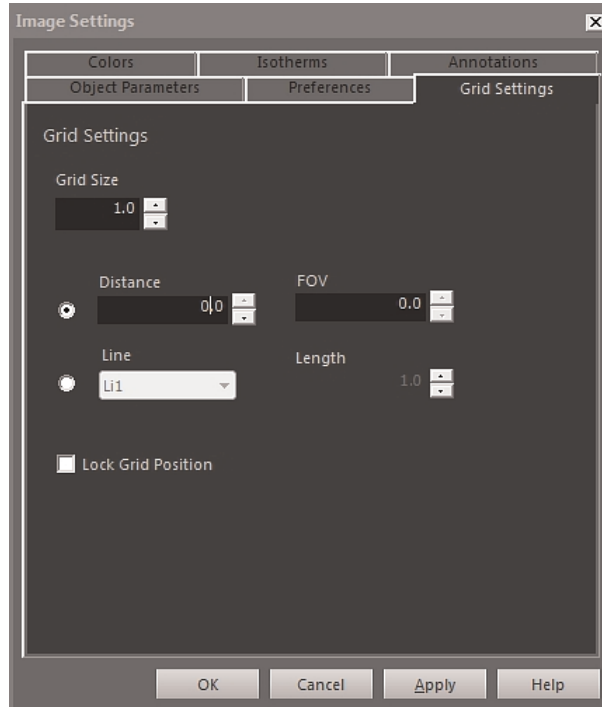 Image Settings
Colors Isotherms Annotations
Object Parameters Preferences Grid Settings
Grid Settings
Grid Size
1.0
Distance FOV
0.0 0.0
Line Length
Li1 1.0
Lock Grid Position
OK Cancel Apply Help